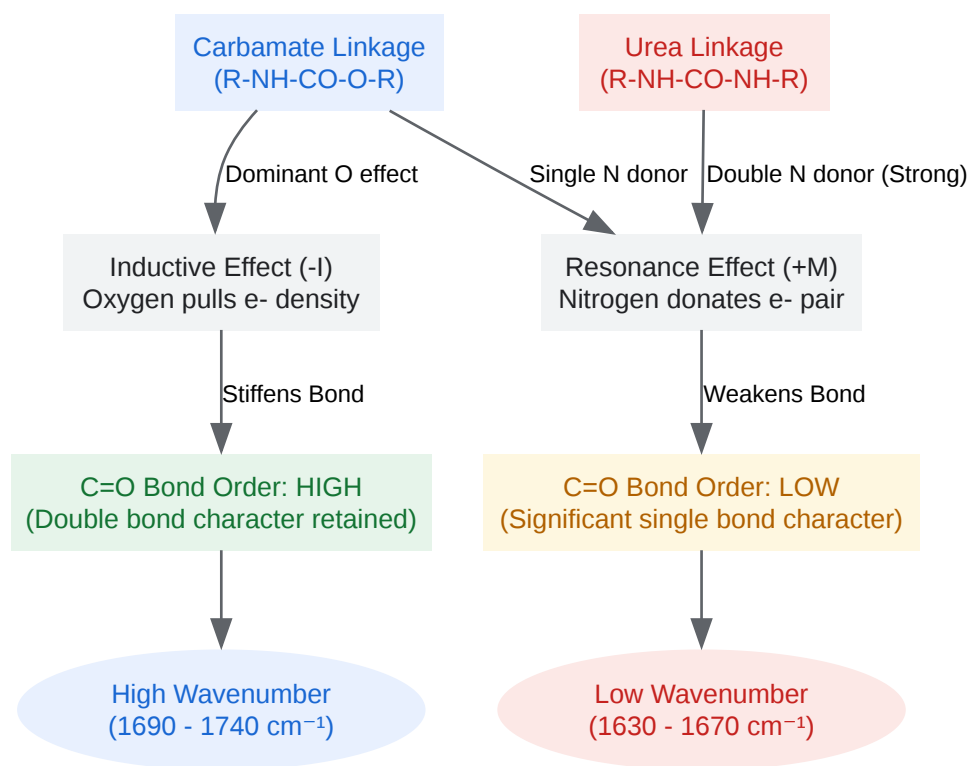 Carbamate Linkage
(R-NH-CO-O-R)
Urea Linkage
(R-NH-CO-NH-R)
Dominant O effect
Single N donor
Double N donor (Strong)
Inductive Effect (-I)
Oxygen pulls e- density
Resonance Effect (+M)
Nitrogen donates e- pair
Stiffens Bond
Weakens Bond
C=O Bond Order: HIGH
(Double bond character retained)
C=O Bond Order: LOW
(Significant single bond character)
High Wavenumber
(1690 - 1740 cm⁻¹)
Low Wavenumber
(1630 - 1670 cm⁻¹)